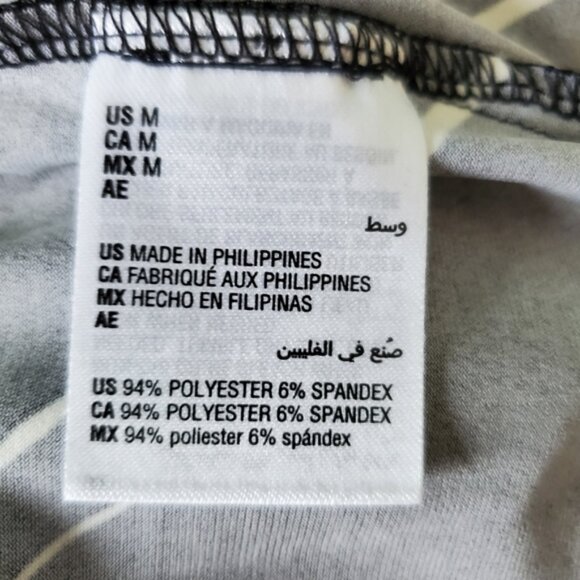 US M
CA M
MX M
AE
وسط
US MADE IN PHILIPPINES
CA FABRIQUÉ AUX PHILIPPINES
MX HECHO EN FILIPINAS
AE
صُنع في الفليبين
US 94% POLYESTER 6% SPANDEX
CA 94% POLYESTER 6% SPANDEX
MX 94% poliester 6% spándex